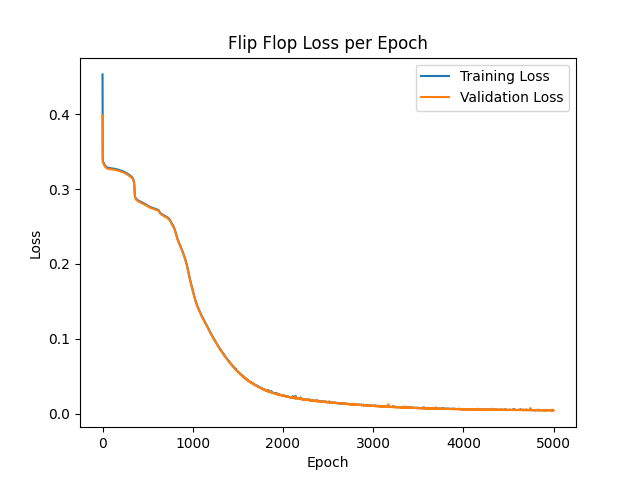 Flip Flop Loss per Epoch
Training Loss
Validation Loss
0.4
0.3
0.2
0.1
0.0
Loss
0 1000 2000 3000 4000 5000
Epoch